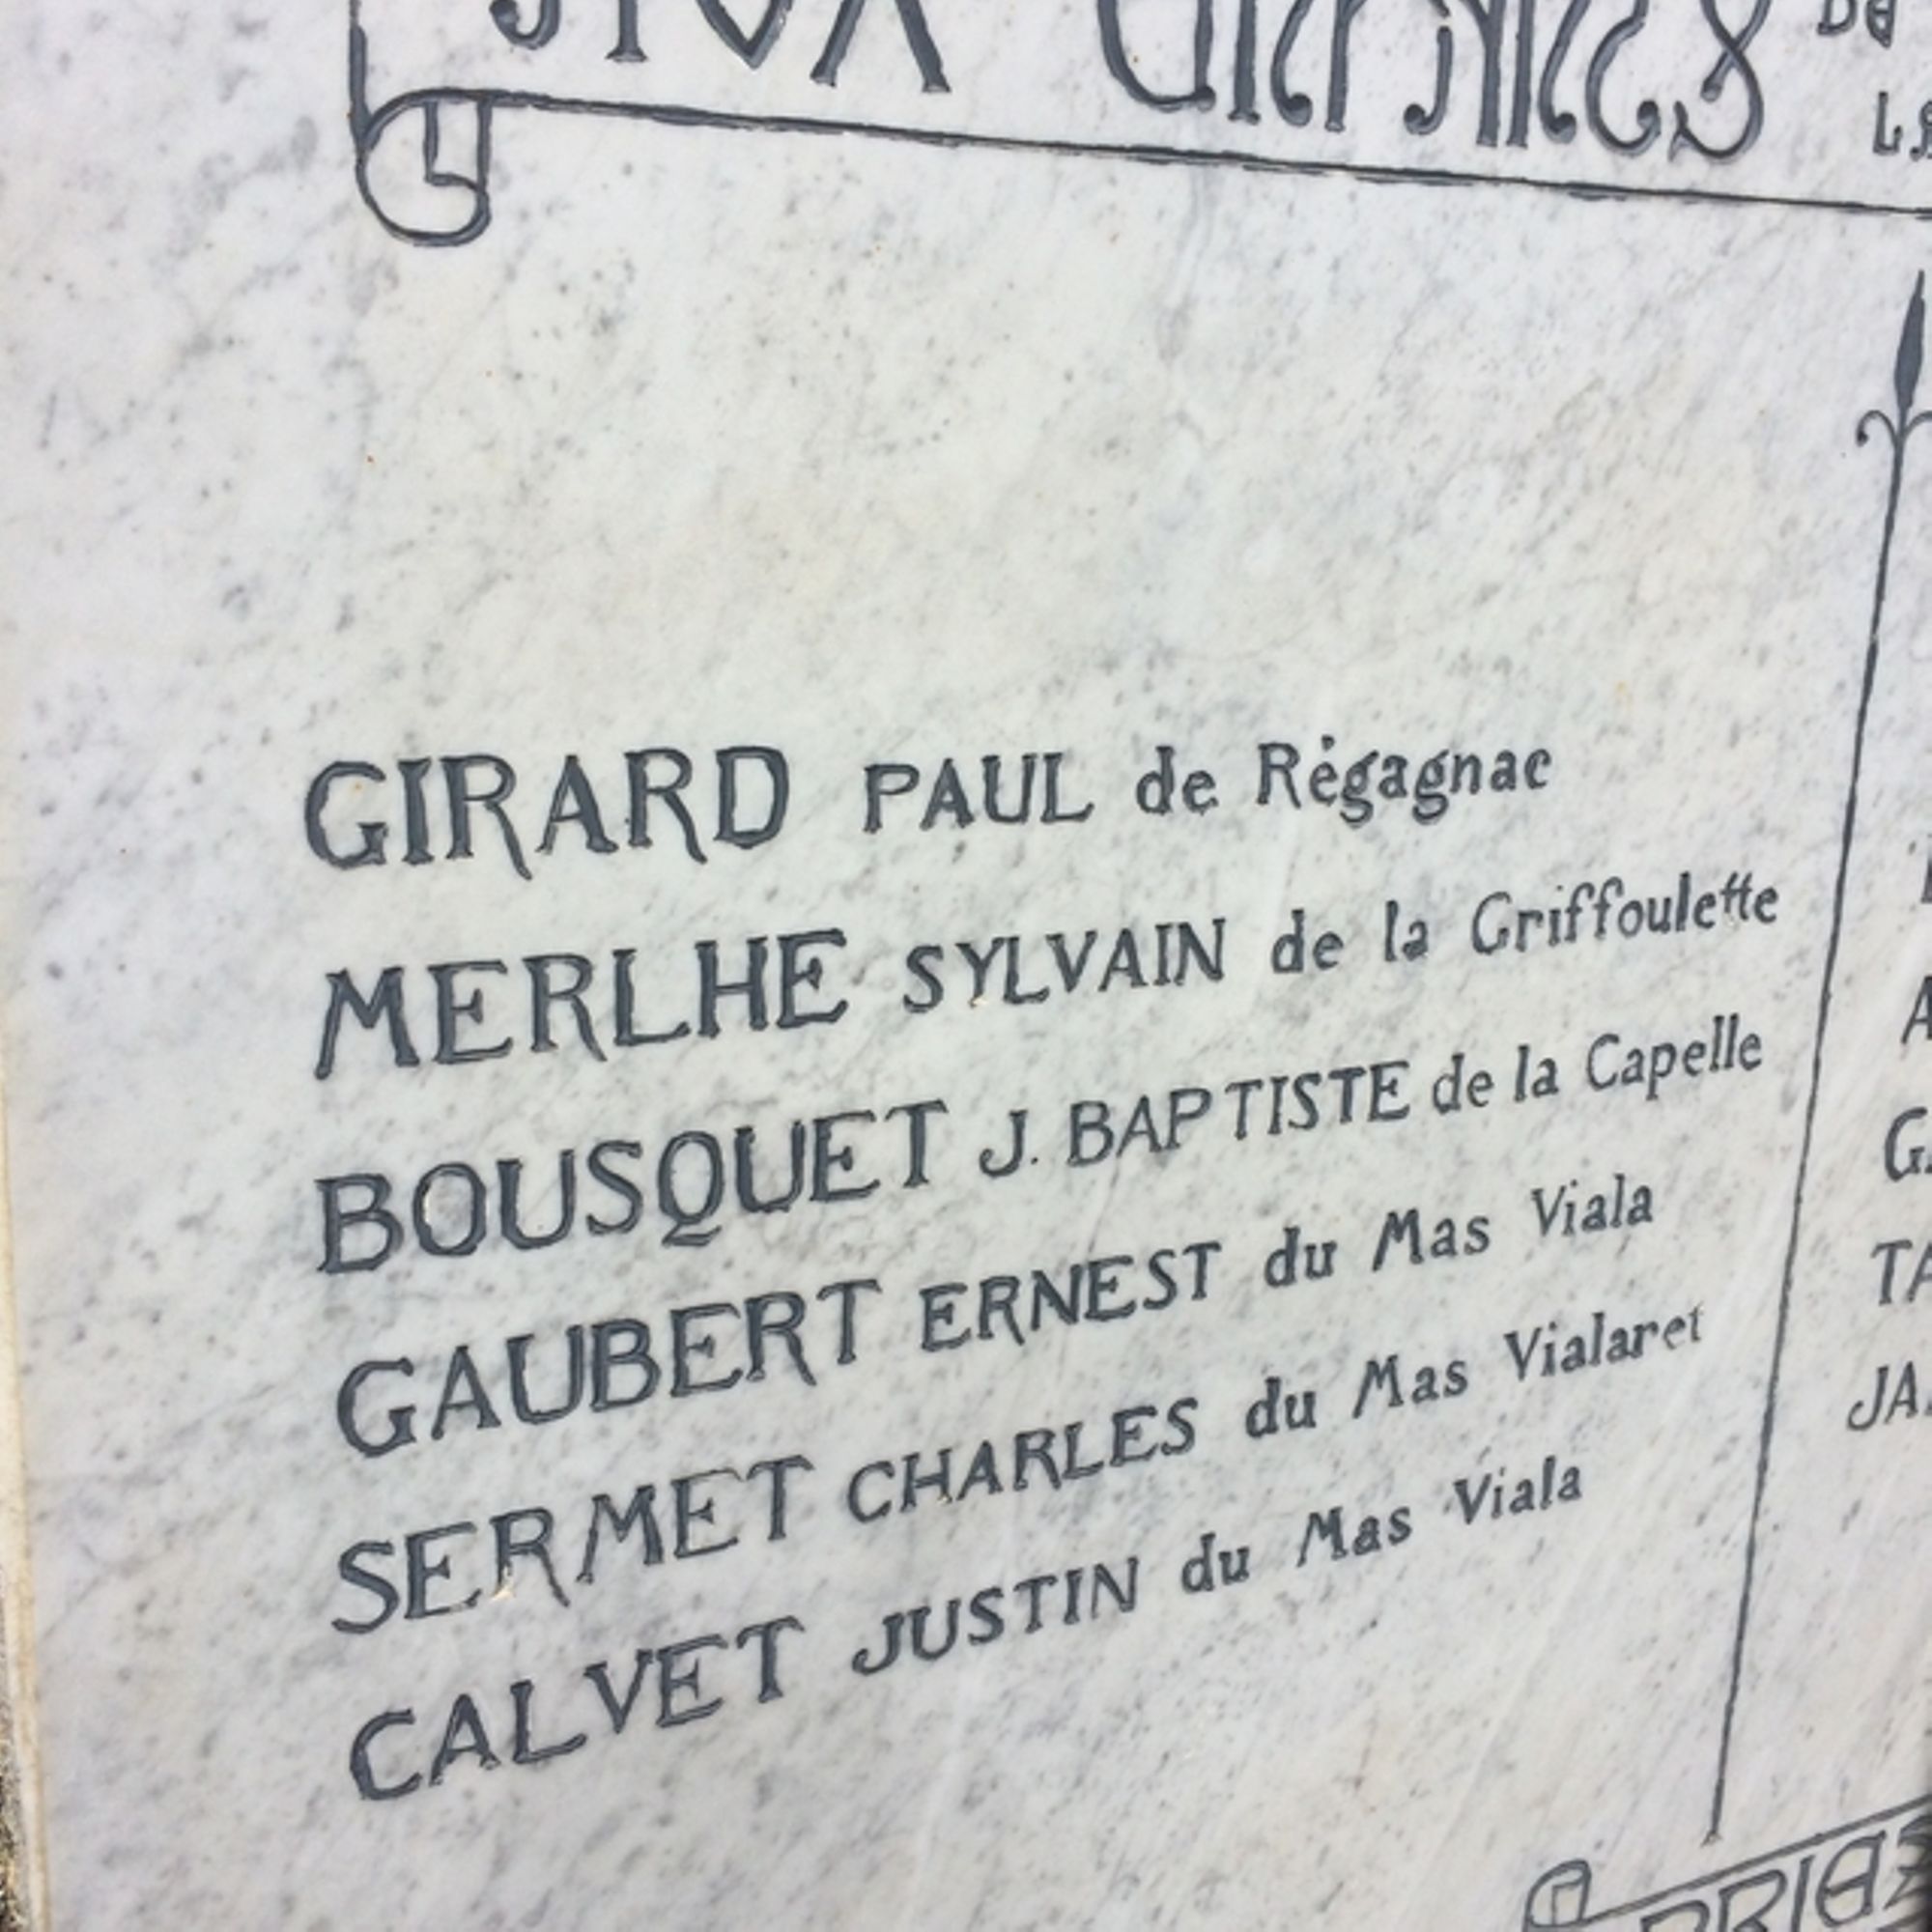 GIRARD PAUL de Régagnac
MERLHE SYLVAIN de la Griffoulette
BOUSQUET J. BAPTISTE de la Capelle
GAUBERT ERNEST du Mas Viala
SERMET CHARLES du Mas Vialaret
CALVET JUSTIN du Mas Viala